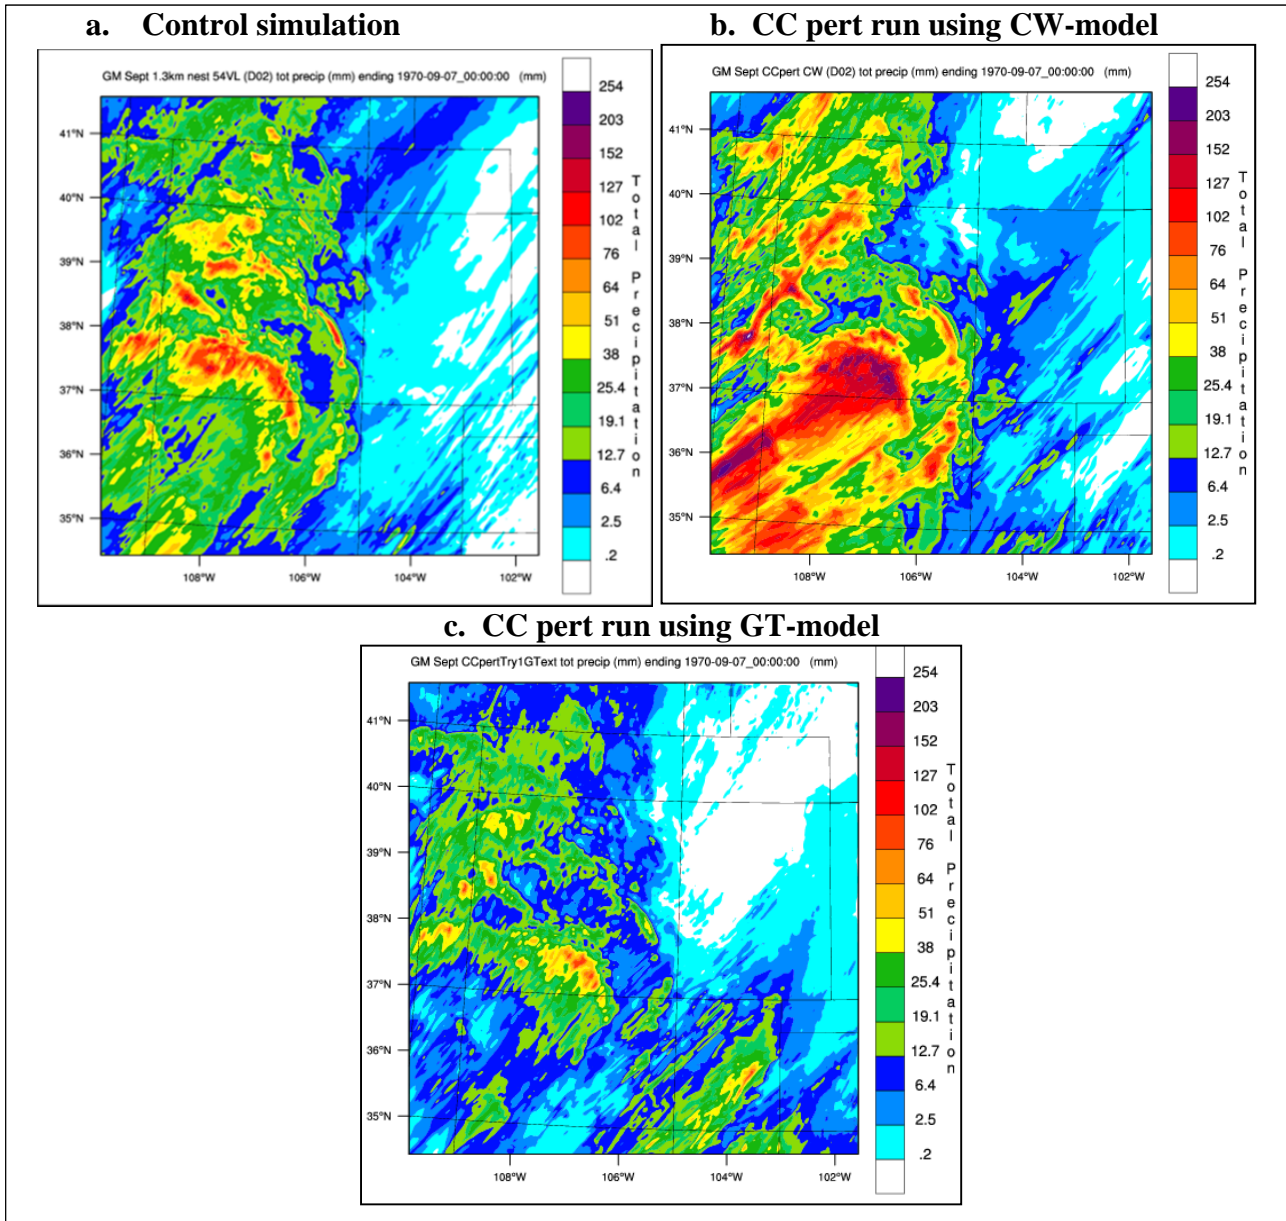 a. Control simulation
GM Sept 1.3km nest 54VL (D02) tot precip (mm) ending 1970-09-07_00:00:00 (mm)
41°N
40°N
39°N
38°N
37°N
36°N
35°N
108°W
106°W
104°W
102°W
254
203
152
127
102
76
64
51
38
25.4
19.1
12.7
6.4
2.5
.2
Total Precipitation
b. CC pert run using CW-model
GM Sept CCpert CW (D02) tot precip (mm) ending 1970-09-07_00:00:00 (mm)
41°N
40°N
39°N
38°N
37°N
36°N
35°N
108°W
106°W
104°W
102°W
254
203
152
127
102
76
64
51
38
25.4
19.1
12.7
6.4
2.5
.2
Total Precipitation
c. CC pert run using GT-model
GM Sept CCpertTry1GText tot precip (mm) ending 1970-09-07_00:00:00 (mm)
41°N
40°N
39°N
38°N
37°N
36°N
35°N
108°W
106°W
104°W
102°W
254
203
152
127
102
76
64
51
38
25.4
19.1
12.7
6.4
2.5
.2
Total Precipitation